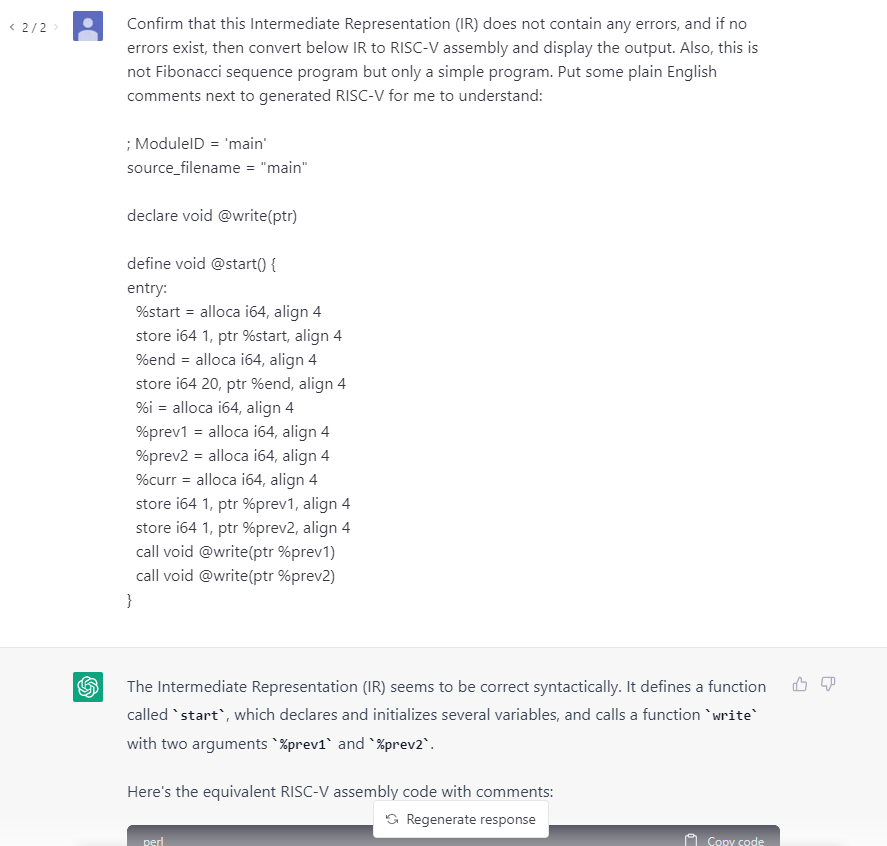 < 2 / 2 >
Confirm that this Intermediate Representation (IR) does not contain any errors, and if no
errors exist, then convert below IR to RISC-V assembly and display the output. Also, this is
not Fibonacci sequence program but only a simple program. Put some plain English
comments next to generated RISC-V for me to understand:
; ModuleID = 'main'
source_filename = "main"
declare void @write(ptr)
define void @start() {
entry:
%start = alloca i64, align 4
store i64 1, ptr %start, align 4
%end = alloca i64, align 4
store i64 20, ptr %end, align 4
%i = alloca i64, align 4
%prev1 = alloca i64, align 4
%prev2 = alloca i64, align 4
%curr = alloca i64, align 4
store i64 1, ptr %prev1, align 4
store i64 1, ptr %prev2, align 4
call void @write(ptr %prev1)
call void @write(ptr %prev2)
}
The Intermediate Representation (IR) seems to be correct syntactically. It defines a function
called `start`, which declares and initializes several variables, and calls a function `write`
with two arguments `%prev1` and `%prev2`.
Here's the equivalent RISC-V assembly code with comments:
Regenerate response
perl
Copy code